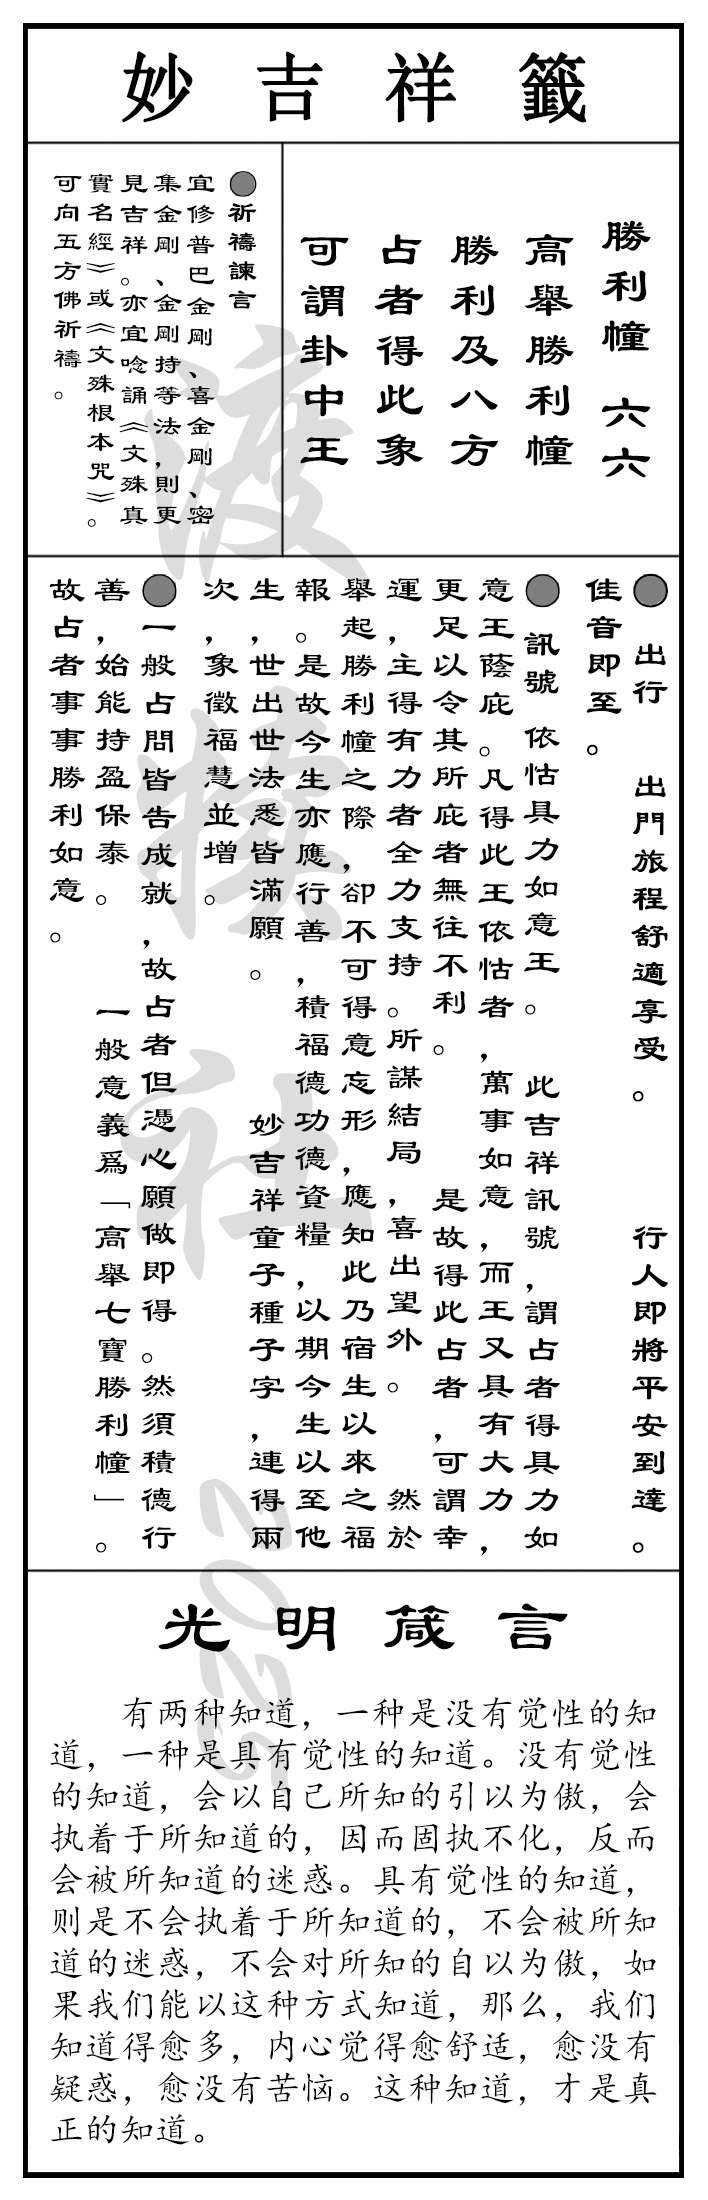 妙吉祥籤
勝利幢 六六
高舉勝利幢
勝利及八方
占者得此象
可謂卦中王
●祈禱諫言
宜修普巴金剛、喜金剛、密
集金剛、金剛持等法,則更
見吉祥。亦宜唸誦《文殊真
實名經》或《文殊根本咒》。
可向五方佛祈禱。
● 出行 出門旅程舒適享受。 行人即將平安到達。
佳音即至。
● 訊號 依怙具力如意王。 此吉祥訊號,謂占者得具力如
意王蔭庇。凡得此王依怙者,萬事如意,而王又具有大力,
更足以令其所庇者無往不利。 是故得此占者,可謂幸
運,主得有力者全力支持。所謀結局,喜出望外。 然於
舉起勝利幢之際,卻不可得意忘形,應知此乃宿生以來之福
報。是故今生亦應行善,積福德功德資糧,以期今生以至他
生,世出世法悉皆滿願。 妙吉祥童子種子字,連得兩
次,象徵福慧並增。
●一般占問皆告成就,故占者但憑心願做即得。然須積德行
善,始能持盈保泰。 一般意義爲「高舉七寶勝利幢」。
故占者事事勝利如意。
光明箴言
有两种知道，一种是没有觉性的知
道，一种是具有觉性的知道。没有觉性
的知道，会以自己所知的引以为傲，会
执着于所知道的，因而固执不化，反而
会被所知道的迷惑。具有觉性的知道，
则是不会执着于所知道的，不会被所知
道的迷惑，不会对所知的自以为傲，如
果我们能以这种方式知道，那么，我们
知道得愈多，内心觉得愈舒适，愈没有
疑惑，愈没有苦恼。这种知道，才是真
正的知道。
2025